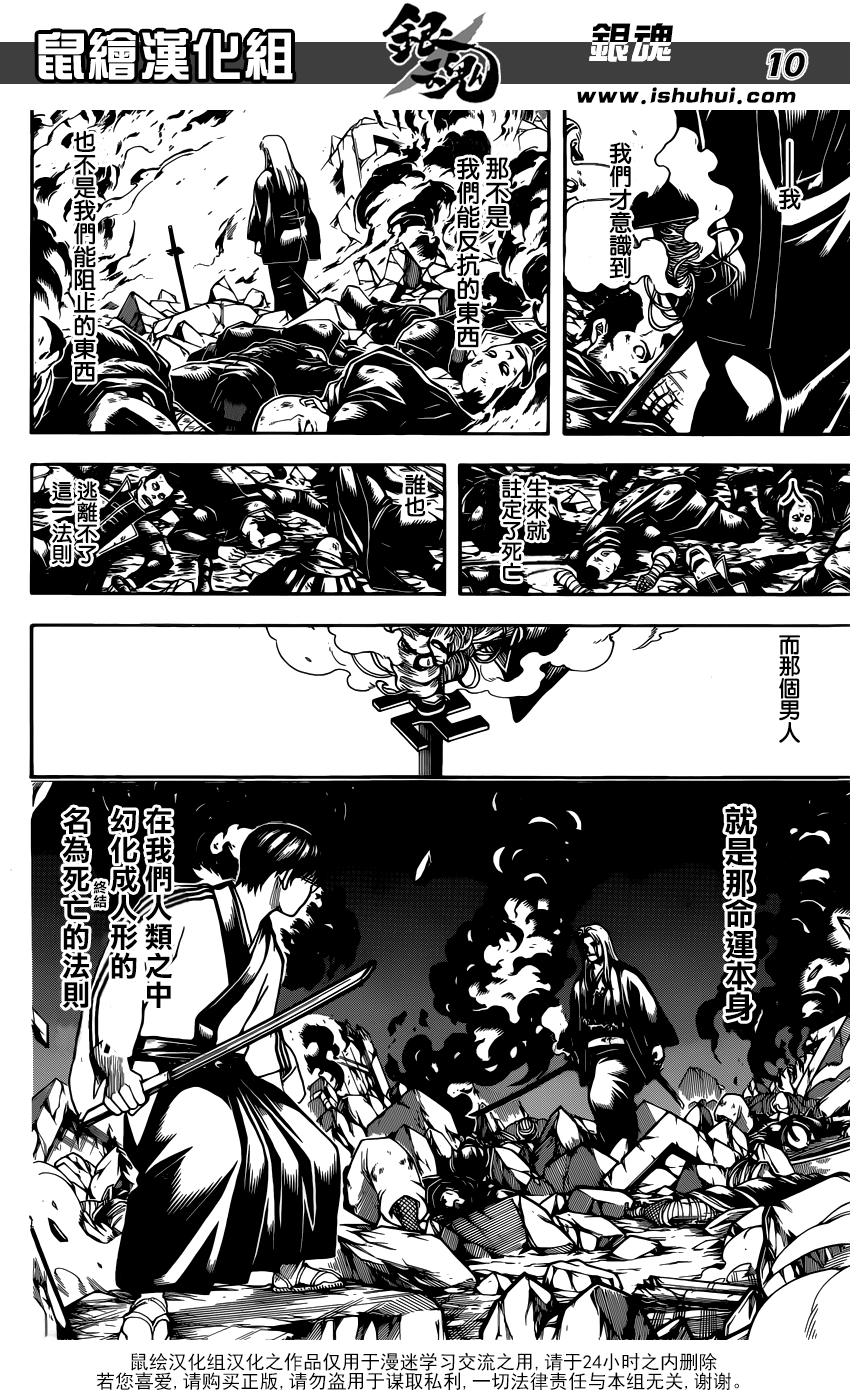 鼠繪漢化組
銀魂
銀魂
10
www.ishuhui.com
——我
我們才意識到
那不是
我們能反抗的東西
也不是我們能阻止的東西
人
生來就
註定了死亡
誰也
逃離不了
這一法則
而那個男人
就是那命運本身
在我們人類之中
幻化成人形的
終結
名為死亡的法則
鼠绘汉化组汉化之作品仅用于漫迷学习交流之用,请于24小时之内删除
若您喜爱,请购买正版,请勿盗用于谋取私利,一切法律责任与本组无关,谢谢。